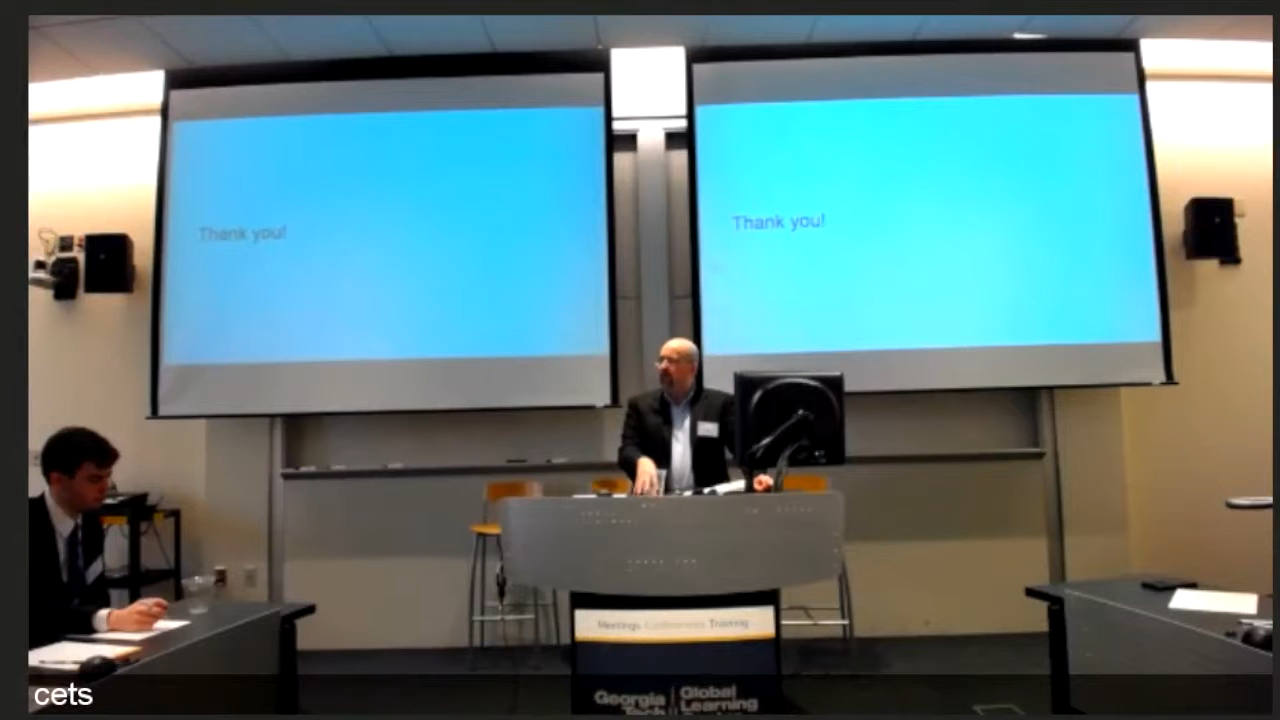 Thank you!
Thank you!
Meetings Conferences Training
Georgia Tech
Global Learning
cets